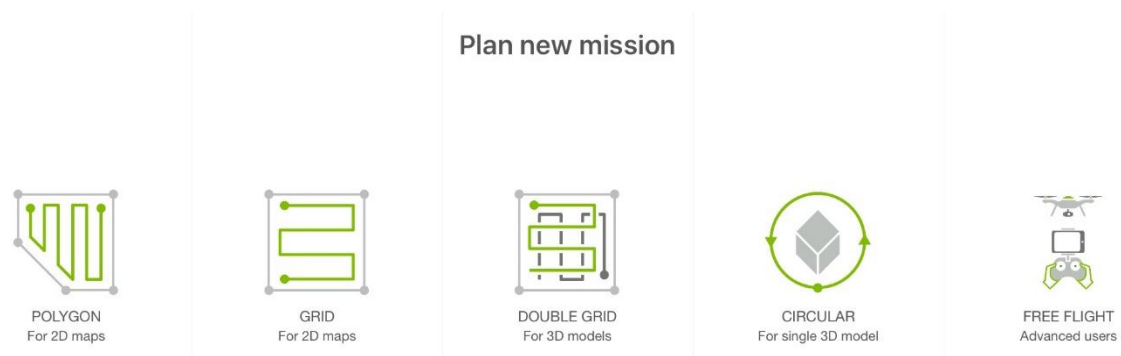 Plan new mission
POLYGON
For 2D maps
GRID
For 2D maps
DOUBLE GRID
For 3D models
CIRCULAR
For single 3D model
FREE FLIGHT
Advanced users